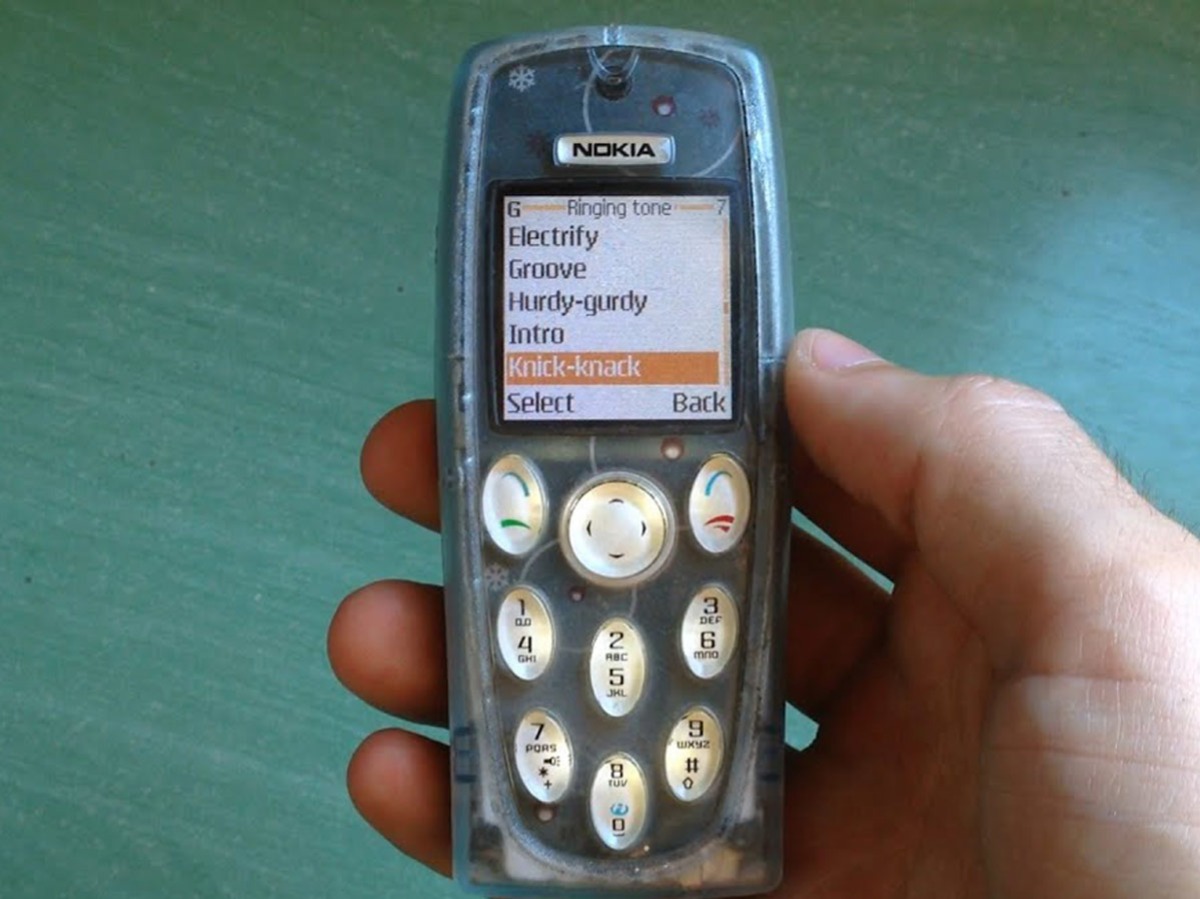 NOKIA
G Ringing tone 7
Electrify
Groove
Hurdy-gurdy
Intro
Knick-knack
Select Back
1
4
GHI
2
ABC
5
JKL
3
DEF
6
MNO
7
PQRS
*
+
8
TUV
0
9
WXYZ
#